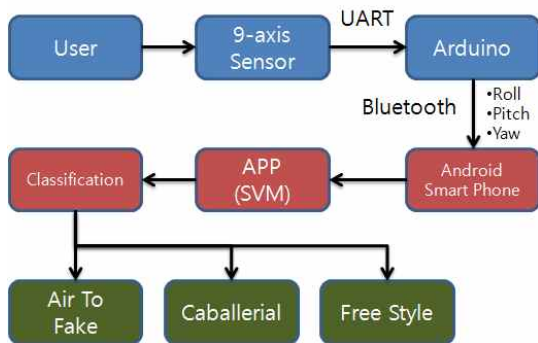 User
9-axis
Sensor
UART
Arduino
Bluetooth
•Roll
•Pitch
•Yaw
Classification
APP
(SVM)
Android
Smart Phone
Air To
Fake
Caballerial
Free Style